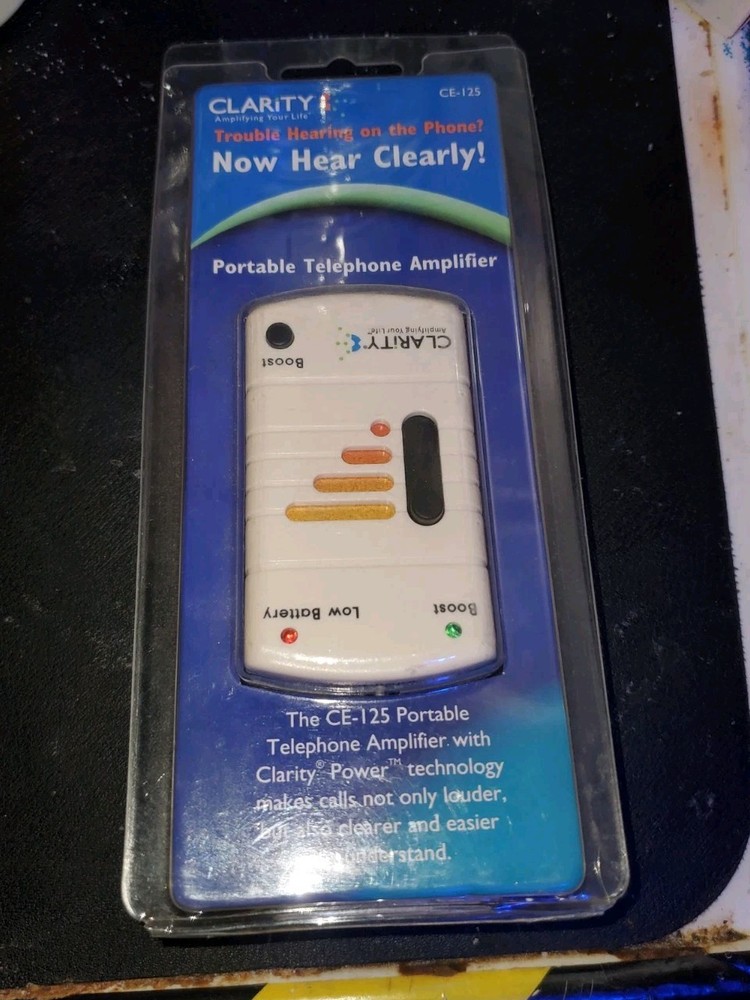 CLARiTY
Amplifying Your Life
CE-125
Trouble Hearing on the Phone?
Now Hear Clearly!
Portable Telephone Amplifier
Boost
CLARiTY
Amplifying Your Life™
Low Battery
Boost
The CE-125 Portable
Telephone Amplifier with
Clarity® Power™ technology
makes calls not only louder,
but also clearer and easier
understand.